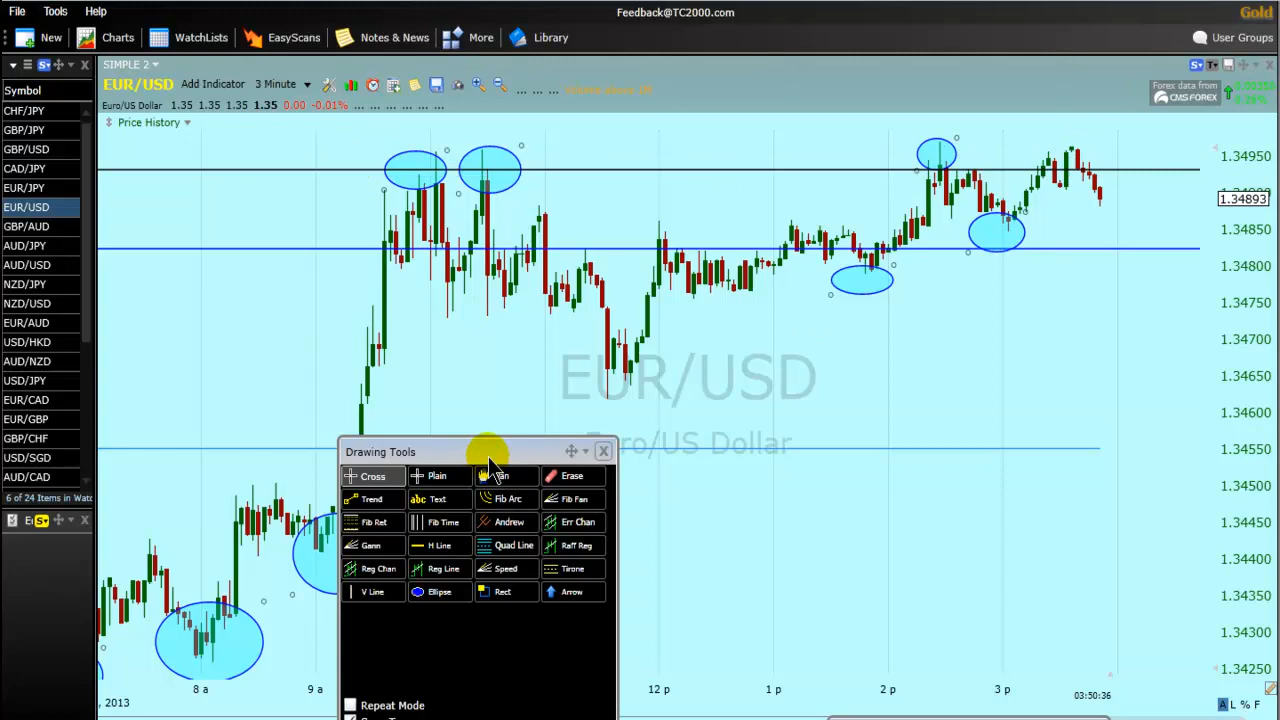 File Tools Help Feedback@TC2000.com Gold
New Charts WatchLists EasyScans Notes & News More Library User Groups
SIMPLE 2
EUR/USD Add Indicator 3 Minute
Euro/US Dollar 1.35 1.35 1.35 1.35 0.00 -0.01% ... ... ... ... ...
Forex data from
CMS FOREX
Price History
Symbol
CHF/JPY
GBP/JPY
GBP/USD
CAD/JPY
EUR/JPY
EUR/USD
GBP/AUD
AUD/JPY
AUD/USD
NZD/JPY
NZD/USD
EUR/AUD
USD/HKD
AUD/NZD
USD/JPY
EUR/CAD
EUR/GBP
GBP/CHF
USD/SGD
AUD/CAD
6 of 24 Items in Watc
1.34950
1.34893
1.34850
1.34800
1.34750
1.34700
1.34650
1.34600
1.34550
1.34500
1.34450
1.34400
1.34350
1.34300
1.34250
EUR/USD
Euro/US Dollar
Drawing Tools
Cross Plain Erase
Trend abc Text Fib Arc Fib Fan
Fib Ret Fib Time Andrew Err Chan
Gann H Line Quad Line Raff Reg
Reg Chan Reg Line Speed Tirone
V Line Ellipse Rect Arrow
Repeat Mode
8 a 9 a 12 p 1 p 2 p 3 p
, 2013 03:50:36
A L % F